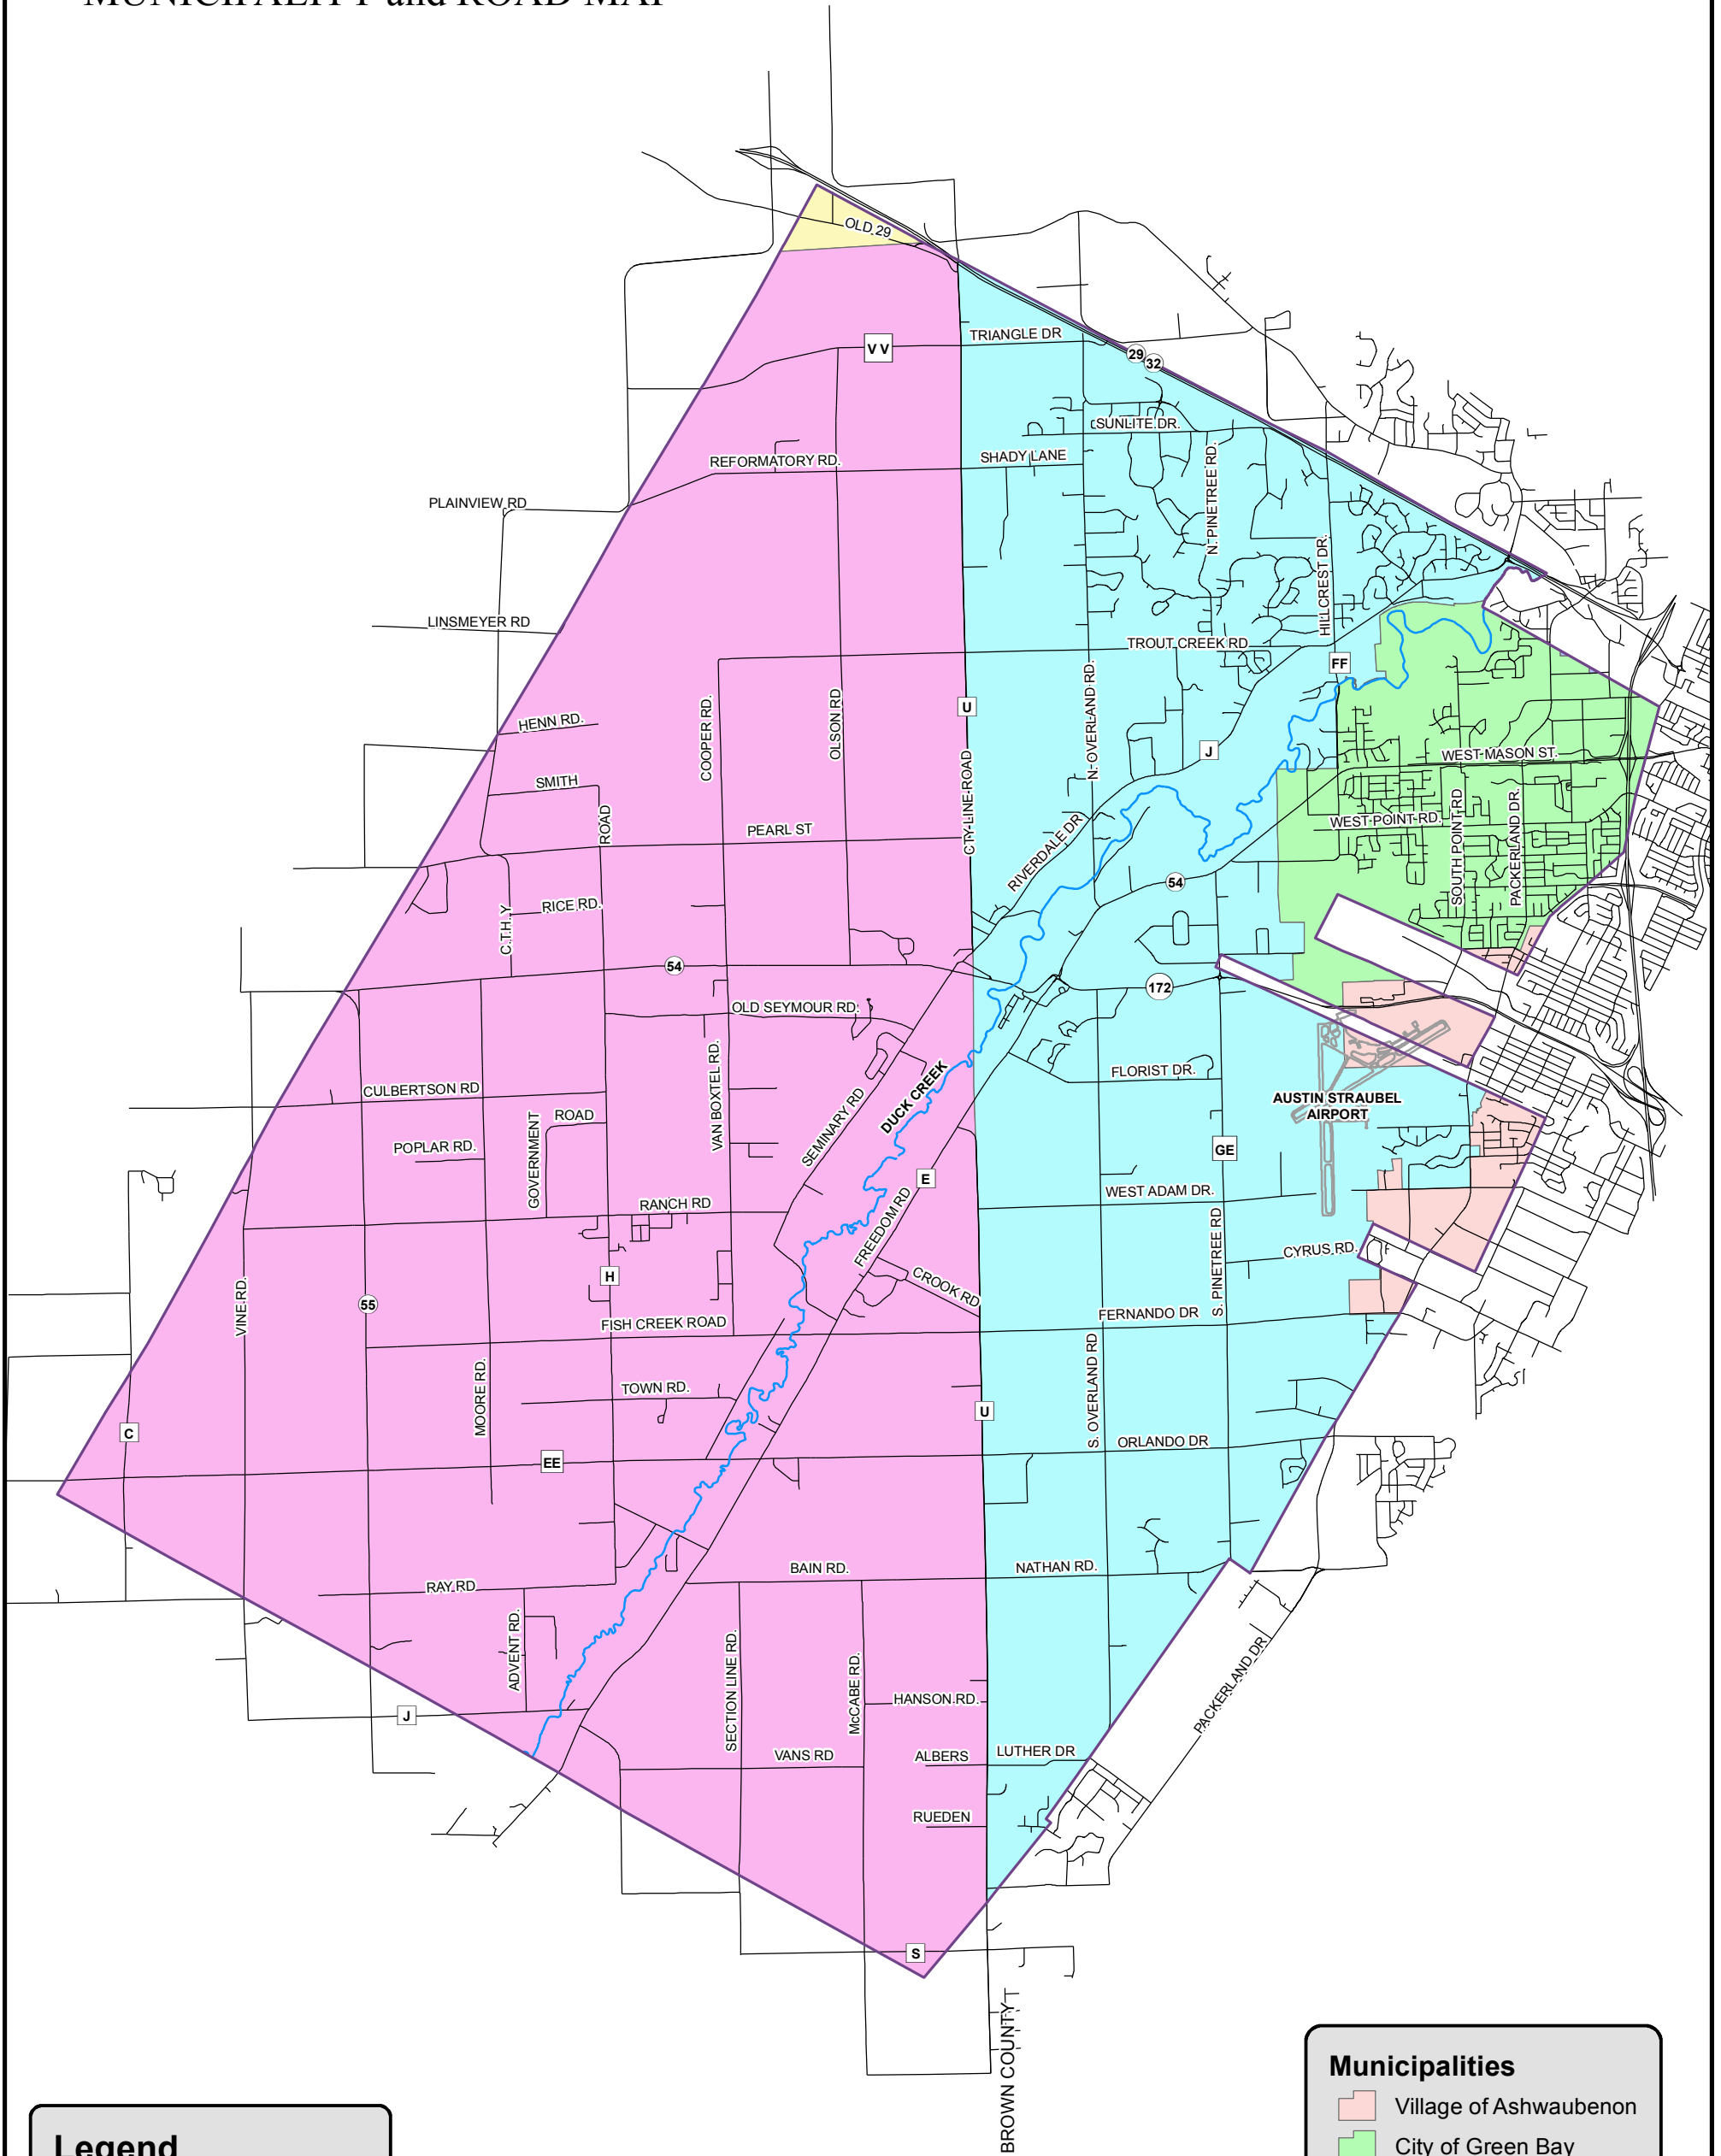 MUNICIPALITY and ROAD MAP
OLD 29
V V
TRIANGLE DR
29
32
SUNLITE DR.
REFORMATORY RD.
SHADY LANE
N. PINETREE RD.
PLAINVIEW RD
HILLCREST DR.
LINSMEYER RD
TROUT CREEK RD
FF
HENN RD.
COOPER RD.
OLSON RD
U
N. OVERLAND RD.
J
WEST MASON ST.
SMITH
ROAD
PEARL ST
CTY LINE ROAD
RIVERDALE DR
WEST POINT RD.
SOUTH POINT RD
PACKERLAND DR.
54
C.T.H. Y
RICE RD.
54
172
OLD SEYMOUR RD.
VAN BOXTEL RD.
DUCK CREEK
FLORIST DR.
CULBERTSON RD
AUSTIN STRAUBEL
AIRPORT
GOVERNMENT
ROAD
SEMINARY RD
POPLAR RD.
GE
E
RANCH RD
WEST ADAM DR.
FREEDOM RD
S. PINETREE RD
CYRUS RD.
H
CROOK RD
VINE RD.
55
FISH CREEK ROAD
FERNANDO DR
MOORE RD.
TOWN RD.
S. OVERLAND RD
U
C
EE
ORLANDO DR
RAY RD
BAIN RD.
NATHAN RD.
ADVENT RD.
SECTION LINE RD.
McCABE RD.
HANSON RD.
PACKERLAND DR
J
VANS RD
ALBERS
LUTHER DR
RUEDEN
S
BROWN COUNTY
Municipalities
Village of Ashwaubenon
City of Green Bay
Legend